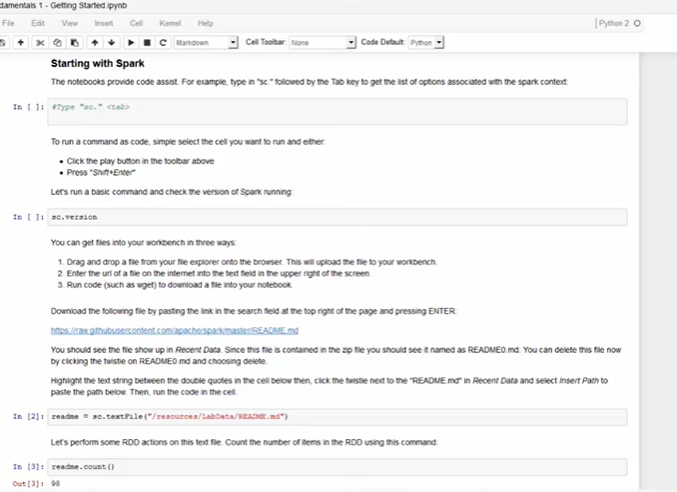 damentals 1 - Getting Started.ipynb
File Edit View Insert Cell Kernel Help
Python 2
Markdown Cell Toolbar: None Code Default: Python
Starting with Spark
The notebooks provide code assist. For example, type in "sc." followed by the Tab key to get the list of options associated with the spark context:
In [ ]: #Type "sc." <tab>
To run a command as code, simple select the cell you want to run and either:
• Click the play button in the toolbar above
• Press "Shift+Enter"
Let's run a basic command and check the version of Spark running:
In [ ]: sc.version
You can get files into your workbench in three ways:
1. Drag and drop a file from your file explorer onto the browser. This will upload the file to your workbench.
2. Enter the url of a file on the internet into the text field in the upper right of the screen.
3. Run code (such as wget) to download a file into your notebook.
Download the following file by pasting the link in the search field at the top right of the page and pressing ENTER:
https://raw.githubusercontent.com/apache/spark/master/README.md
You should see the file show up in Recent Data. Since this file is contained in the zip file you should see it named as README0.md. You can delete this file now
by clicking the twistie on README0.md and choosing delete.
Highlight the text string between the double quotes in the cell below then, click the twistie next to the "README.md" in Recent Data and select Insert Path to
paste the path below. Then, run the code in the cell.
In [2]: readme = sc.textFile("/resources/LabData/README.md")
Let's perform some RDD actions on this text file. Count the number of items in the RDD using this command:
In [3]: readme.count()
Out[3]: 98